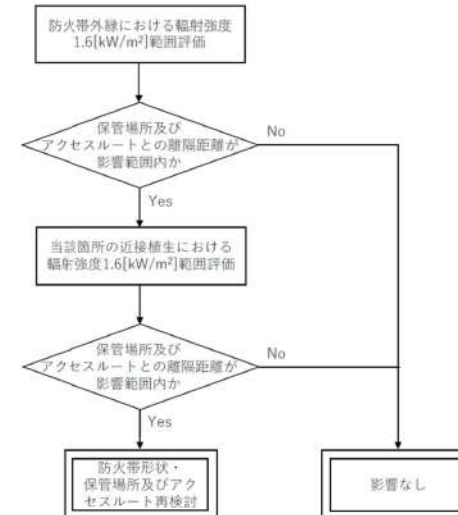 防火帯外縁における輻射強度
1.6[kW/m²]範囲評価
保管場所及び
アクセスルートとの離隔距離が
影響範囲内か
No
Yes
当該箇所の近接植生における
輻射強度1.6[kW/m²]範囲評価
保管場所及び
アクセスルートとの離隔距離が
影響範囲内か
No
Yes
防火帯形状・
保管場所及びアク
セスルート再検討
影響なし